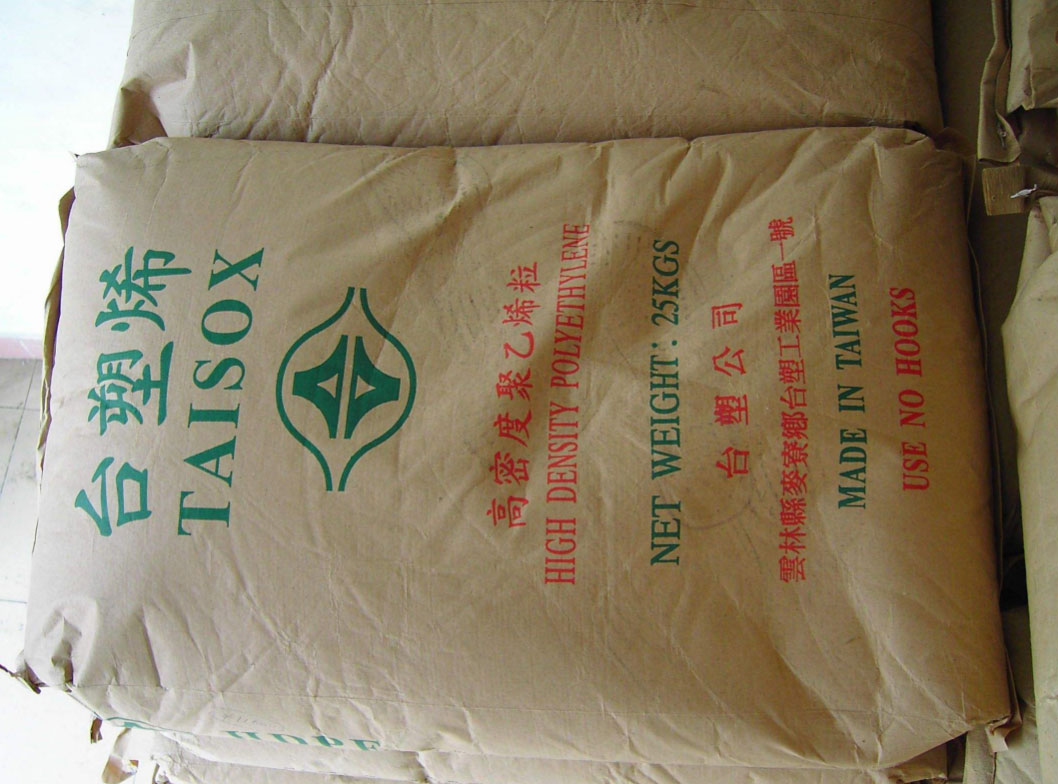 台塑烯
TAISOX
高密度聚乙烯粒
HIGH DENSITY POLYETHYLENE
NET WEIGHT: 25KGS
台塑公司
雲林縣麥寮鄉台塑工業園區一號
MADE IN TAIWAN
USE NO HOOKS
HDPE